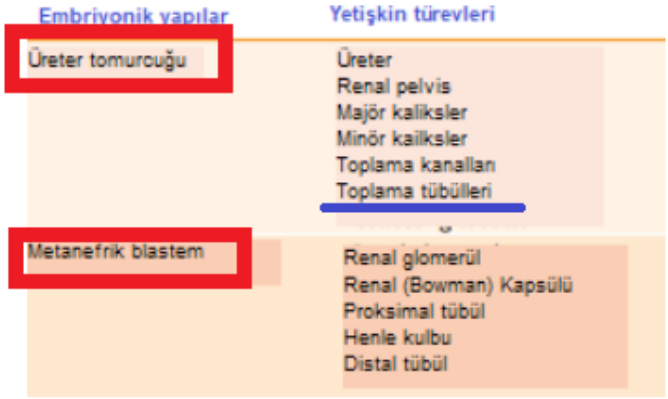 Embriyonik yapılar
Yetişkin türevleri
Üreter tomurcuğu
Üreter
Renal pelvis
Majör kaliksler
Minör kailksler
Toplama kanalları
Toplama tübülleri
Metanefrik blastem
Renal glomerül
Renal (Bowman) Kapsülü
Proksimal tübül
Henle kulbu
Distal tübül